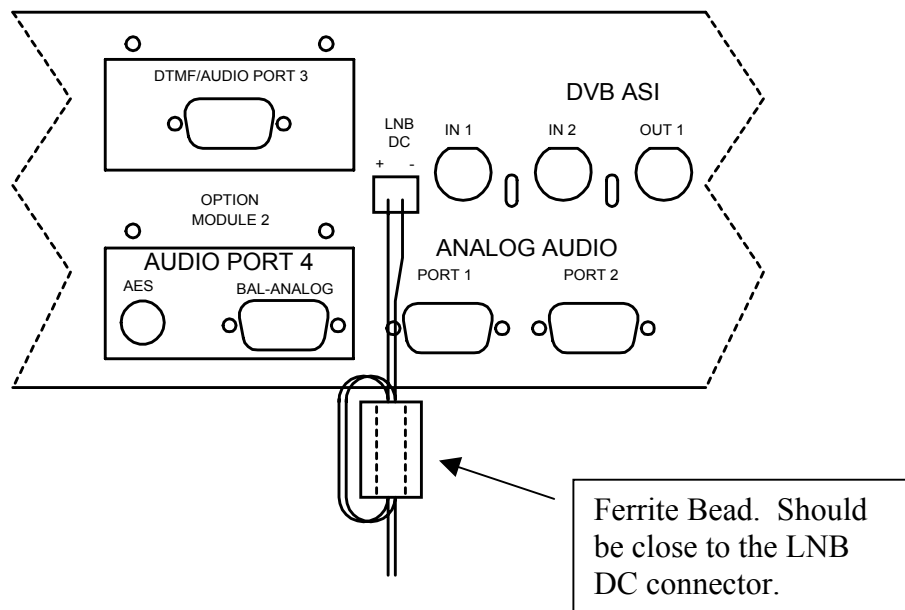 DTMF/AUDIO PORT 3
DVB ASI
LNB
DC
+ -
IN 1
IN 2
OUT 1
OPTION
MODULE 2
AUDIO PORT 4
AES
BAL-ANALOG
ANALOG AUDIO
PORT 1
PORT 2
Ferrite Bead. Should
be close to the LNB
DC connector.